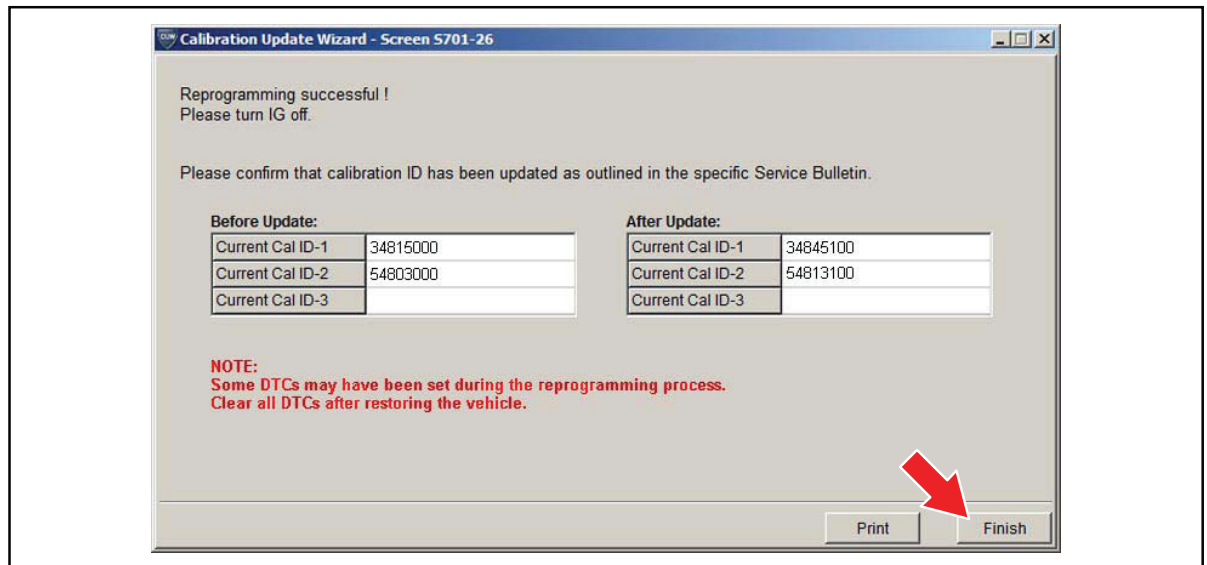 CUW Calibration Update Wizard - Screen S701-26
Reprogramming successful !
Please turn IG off.
Please confirm that calibration ID has been updated as outlined in the specific Service Bulletin.
Before Update:
Current Cal ID-1 34815000
Current Cal ID-2 54803000
Current Cal ID-3
After Update:
Current Cal ID-1 34845100
Current Cal ID-2 54813100
Current Cal ID-3
NOTE:
Some DTCs may have been set during the reprogramming process.
Clear all DTCs after restoring the vehicle.
Print Finish